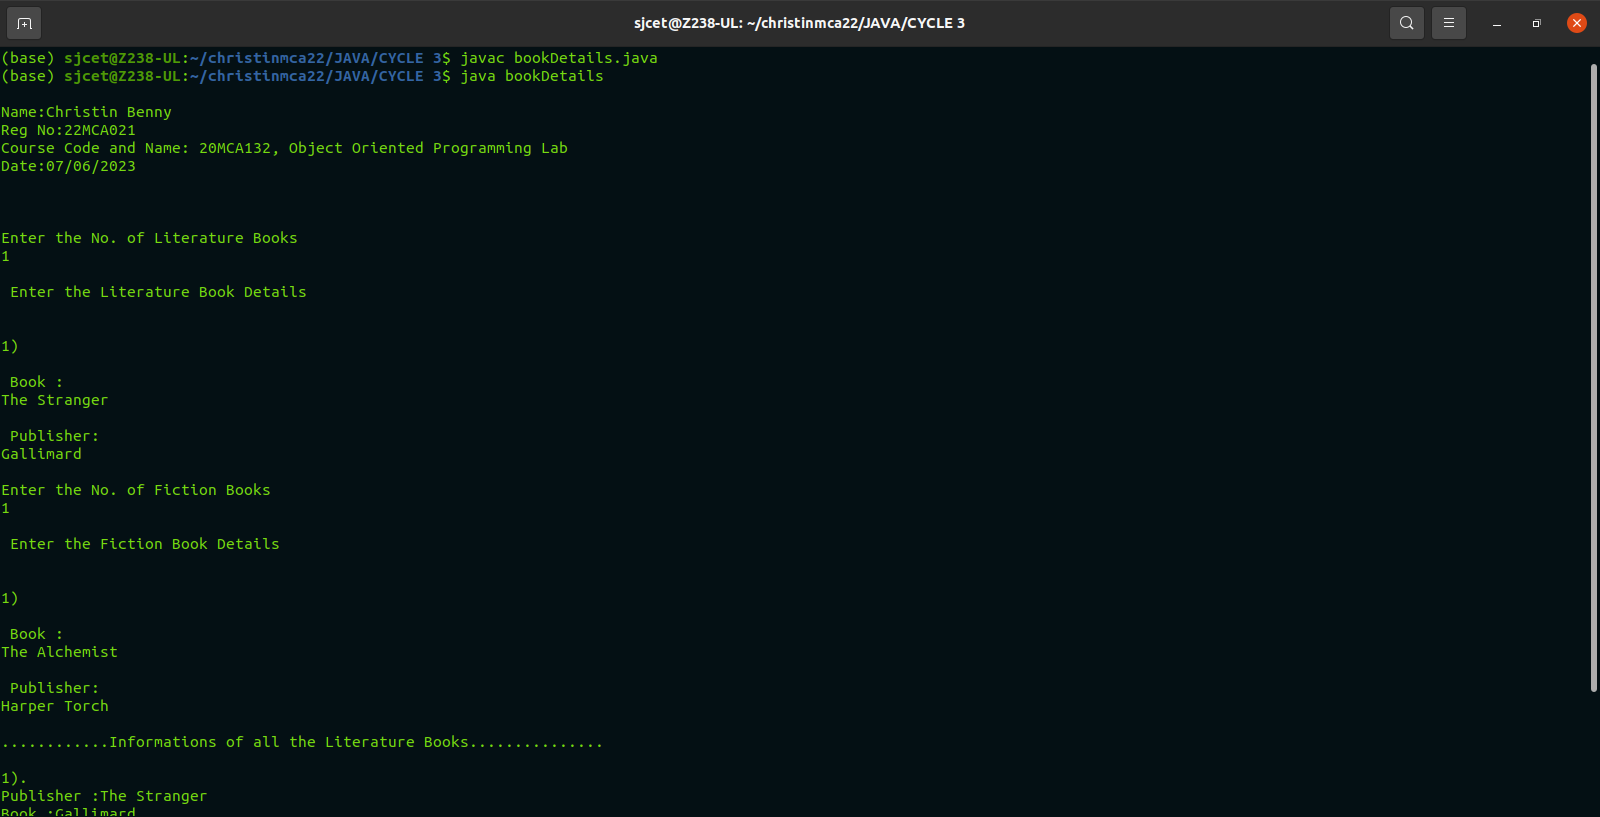 sjcet@Z238-UL: ~/christinmca22/JAVA/CYCLE 3
(base) sjcet@Z238-UL:~/christinmca22/JAVA/CYCLE 3$ javac bookDetails.java
(base) sjcet@Z238-UL:~/christinmca22/JAVA/CYCLE 3$ java bookDetails
Name:Christin Benny
Reg No:22MCA021
Course Code and Name: 20MCA132, Object Oriented Programming Lab
Date:07/06/2023
Enter the No. of Literature Books
1
Enter the Literature Book Details
1)
Book :
The Stranger
Publisher:
Gallimard
Enter the No. of Fiction Books
1
Enter the Fiction Book Details
1)
Book :
The Alchemist
Publisher:
Harper Torch
............Informations of all the Literature Books...............
1).
Publisher :The Stranger
Book :Gallimard